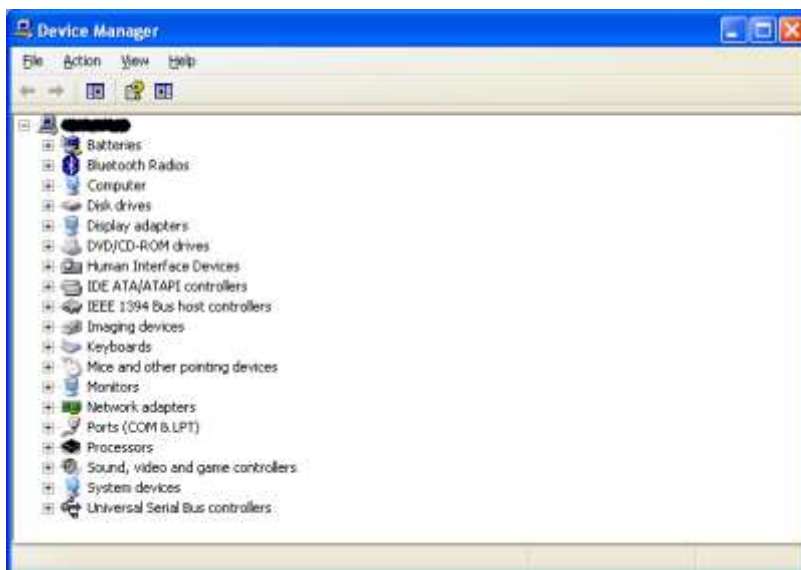 Device Manager
File Action View Help
Batteries
Bluetooth Radios
Computer
Disk drives
Display adapters
DVD/CD-ROM drives
Human Interface Devices
IDE ATA/ATAPI controllers
IEEE 1394 Bus host controllers
Imaging devices
Keyboards
Mice and other pointing devices
Monitors
Network adapters
Ports (COM & LPT)
Processors
Sound, video and game controllers
System devices
Universal Serial Bus controllers